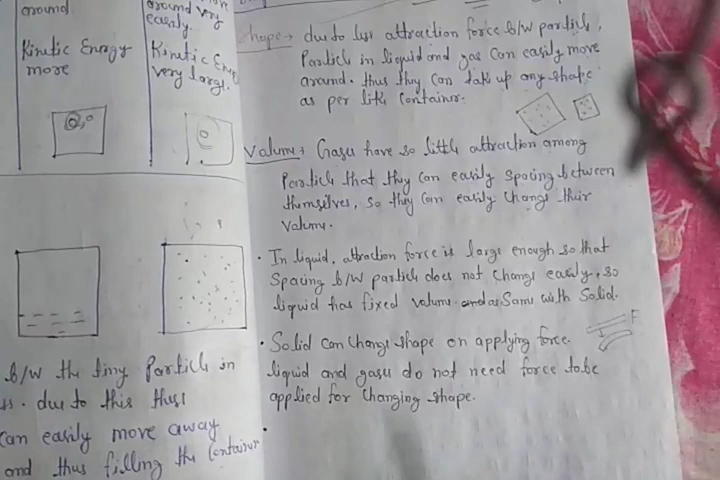 around.
Kinetic Energy
more
around very
easily.
Kinetic Ene
very large.
b/w the tiny Particle in
due to this
can easily move away
and thus filling the Container
Shape → due to less attraction force b/w particle,
Particle in liquid and gas can easily move
around. thus they can take up any shape
as per container.
Volume → Gases have so little attraction among
Particle that they can easily spacing between
themselves, so they can easily change their
Volume.
• In liquid, attraction force is large enough so that
Spacing b/w particle does not change easily, so
liquid has fixed volume. Same with Solid.
• Solid can change shape on applying force.
F
liquid and gases do not need force to be
applied for changing shape.